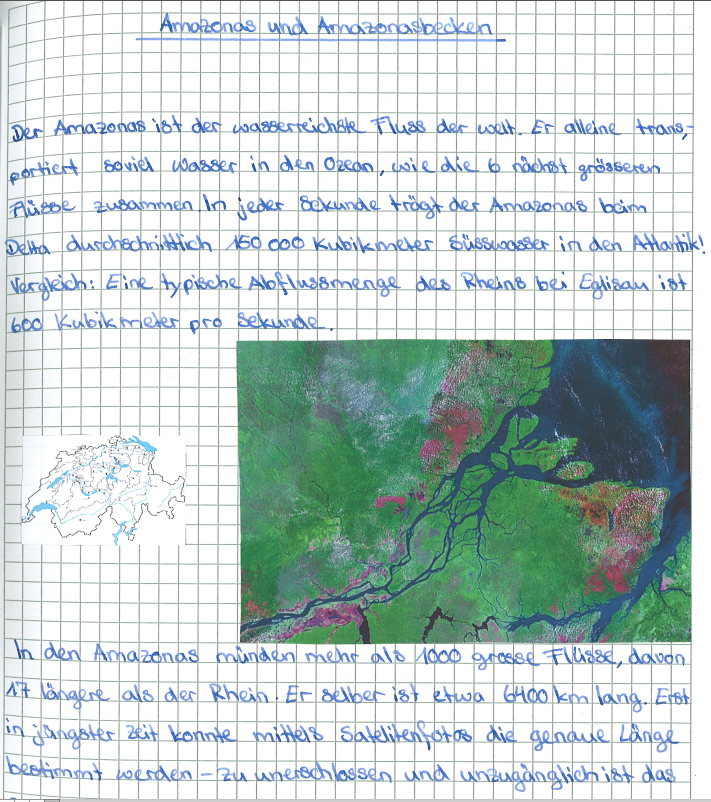 Amazonas und Amazonasbecken
Der Amazonas ist der wasserreichste Fluss der welt. Er alleine trans-
portiert soviel Wasser in den Ozean, wie die 6 nächst grösseren
Flüsse zusammen. In jeder Sekunde trägt der Amazonas beim
Delta durchschnittlich 150 000 Kubikmeter Süsswasser in den Atlantik!
Vergleich: Eine typische Abflussmenge des Rheins bei Eglisau ist
600 Kubikmeter pro Sekunde.
In den Amazonas münden mehr als 1000 grosse Flüsse, davon
17 längere als der Rhein. Er selber ist etwa 6400 km lang. Erst
in jüngster zeit konnte mittels Satelitenfotos die genaue Länge
bestimmt werden – zu unerschlossen und unzugänglich ist das